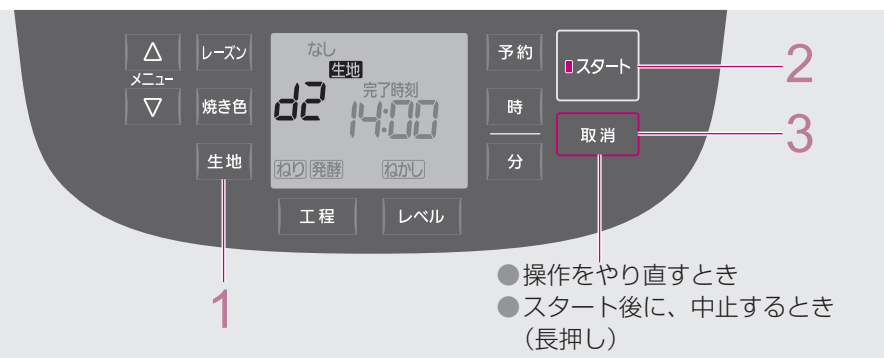 △ レーズン なし 予約 スタート 2
メニュー 生地
完了時刻
▽ 焼き色 d2 14:00 時 取消 3
生地 ねり 発酵 ねかし 分
工程 レベル
1
●操作をやり直すとき
●スタート後に、中止するとき
(長押し)